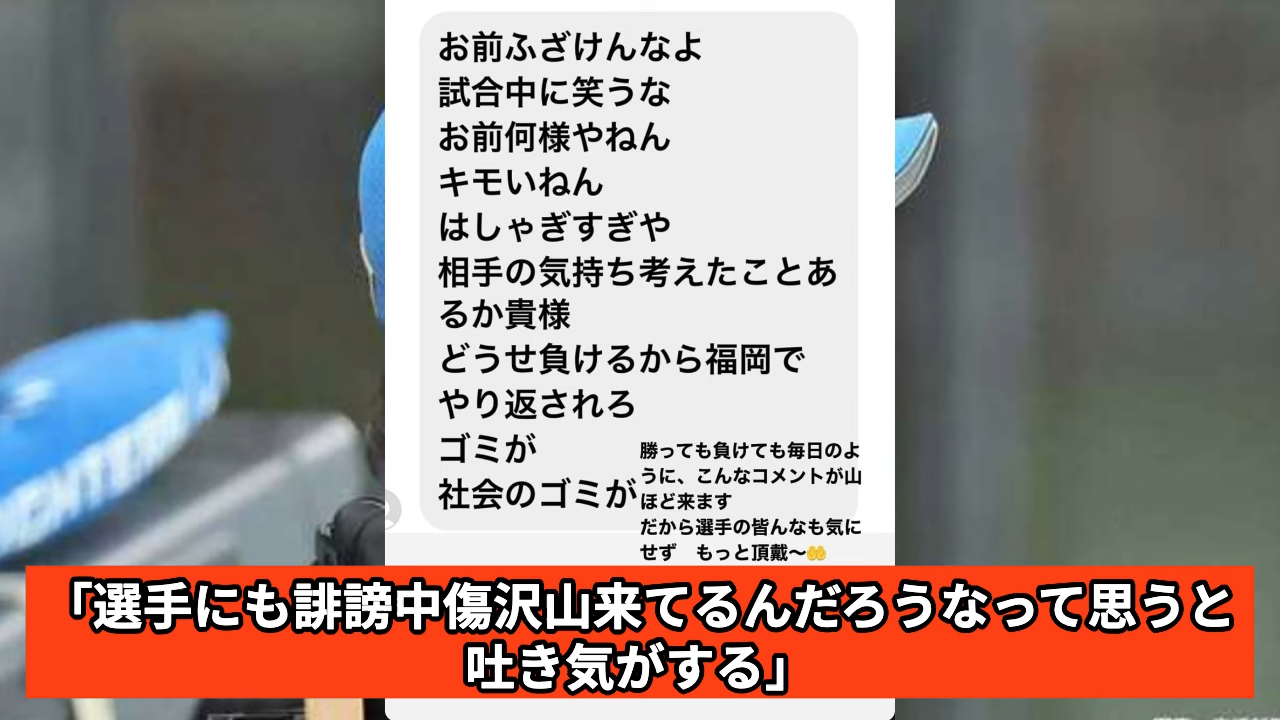 お前ふざけんなよ
試合中に笑うな
お前何様やねん
キモいねん
はしゃぎすぎや
相手の気持ち考えたことあ
るか貴様
どうせ負けるから福岡で
やり返されろ
ゴミが
社会のゴミが
勝っても負けても毎日のよ
うに、こんなコメントが山
ほど来ます
だから選手の皆んなも気に
せず　もっと頂戴〜🤲
「選手にも誹謗中傷沢山来てるんだろうなって思うと
吐き気がする」